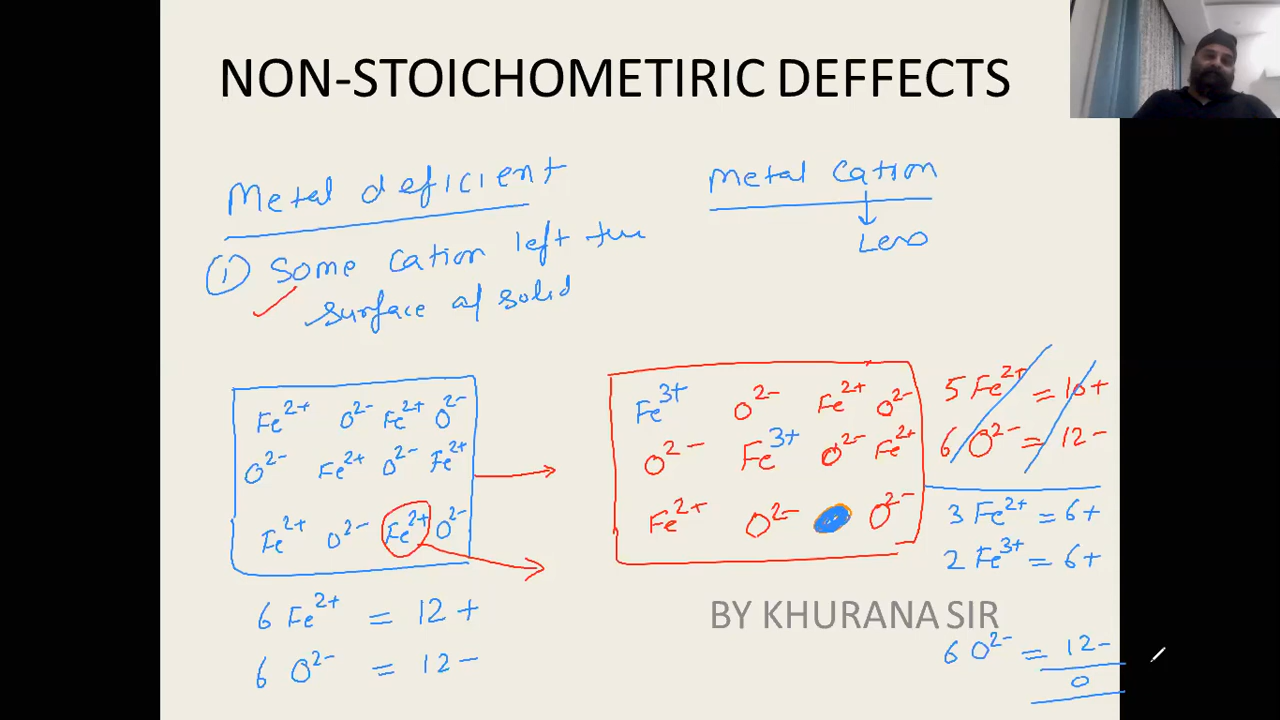 NON-STOICHOMETIRIC DEFFECTS
Metal deficient
Metal Cation
Less
① Some Cation left the
surface of solid
Fe²⁺ O²⁻ Fe²⁺ O²⁻
O²⁻ Fe²⁺ O²⁻ Fe²⁺
Fe²⁺ O²⁻ Fe²⁺ O²⁻
6 Fe²⁺ = 12+
6 O²⁻ = 12-
Fe³⁺ O²⁻ Fe²⁺ O²⁻
O²⁻ Fe³⁺ O²⁻ Fe²⁺
Fe²⁺ O²⁻ O²⁻
5 Fe²⁺ = 10+
6 O²⁻ = 12-
3 Fe²⁺ = 6+
2 Fe³⁺ = 6+
BY KHURANA SIR
6 O²⁻ = 12-
0